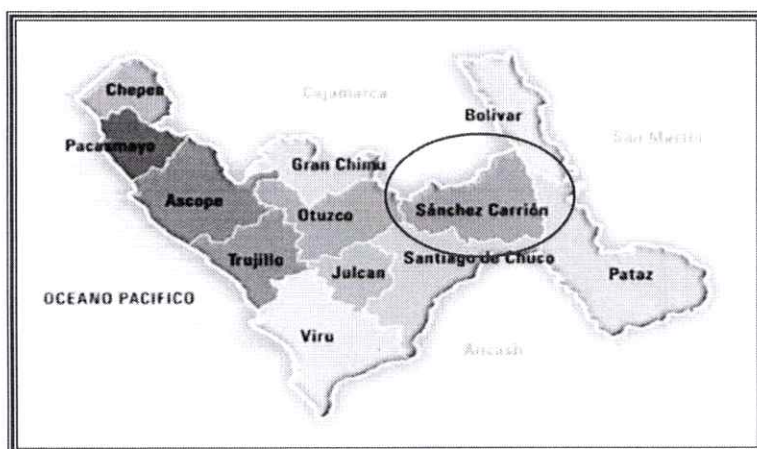 Chepen
Cajamarca
Bolivar
San Martin
Pacasmayo
Gran Chimu
Ascope
Otuzco
Sánchez Carrión
Trujillo
Julcan
Santiago de Chuco
Pataz
OCEANO PACIFICO
Viru
Ancash